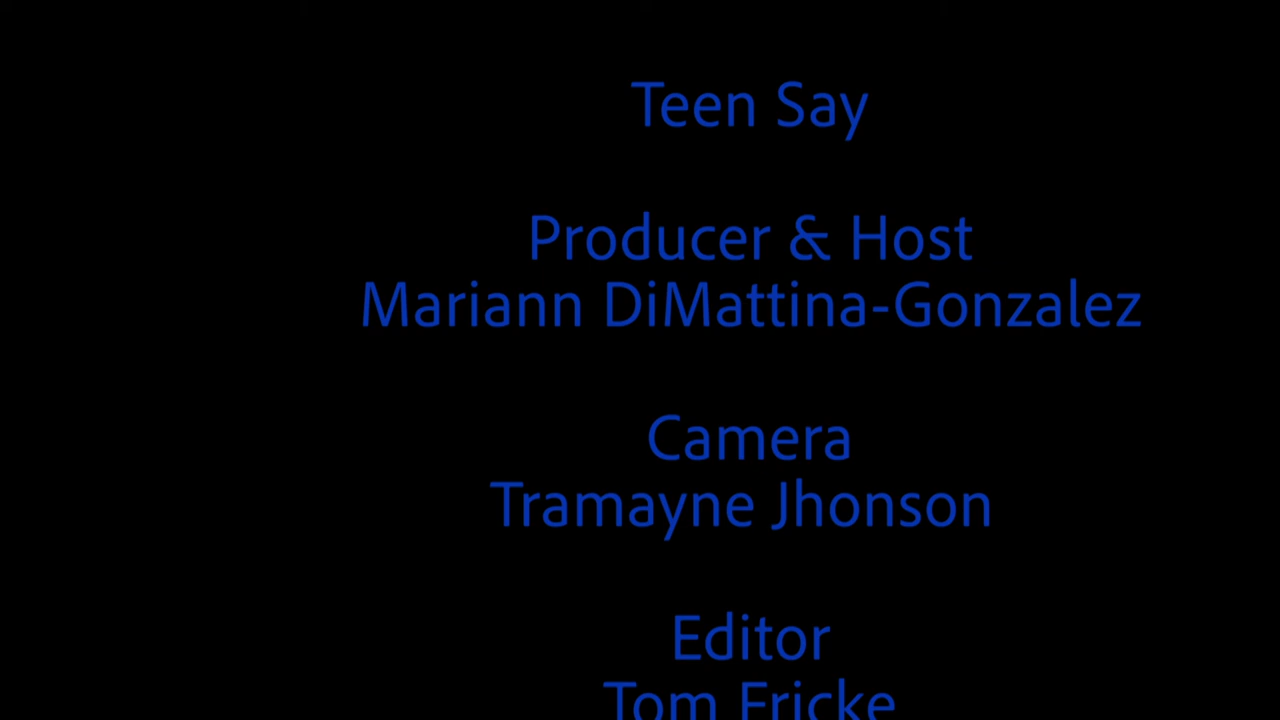 Teen Say
Producer & Host
Mariann DiMattina-Gonzalez
Camera
Tramayne Jhonson
Editor
Tom Fricke